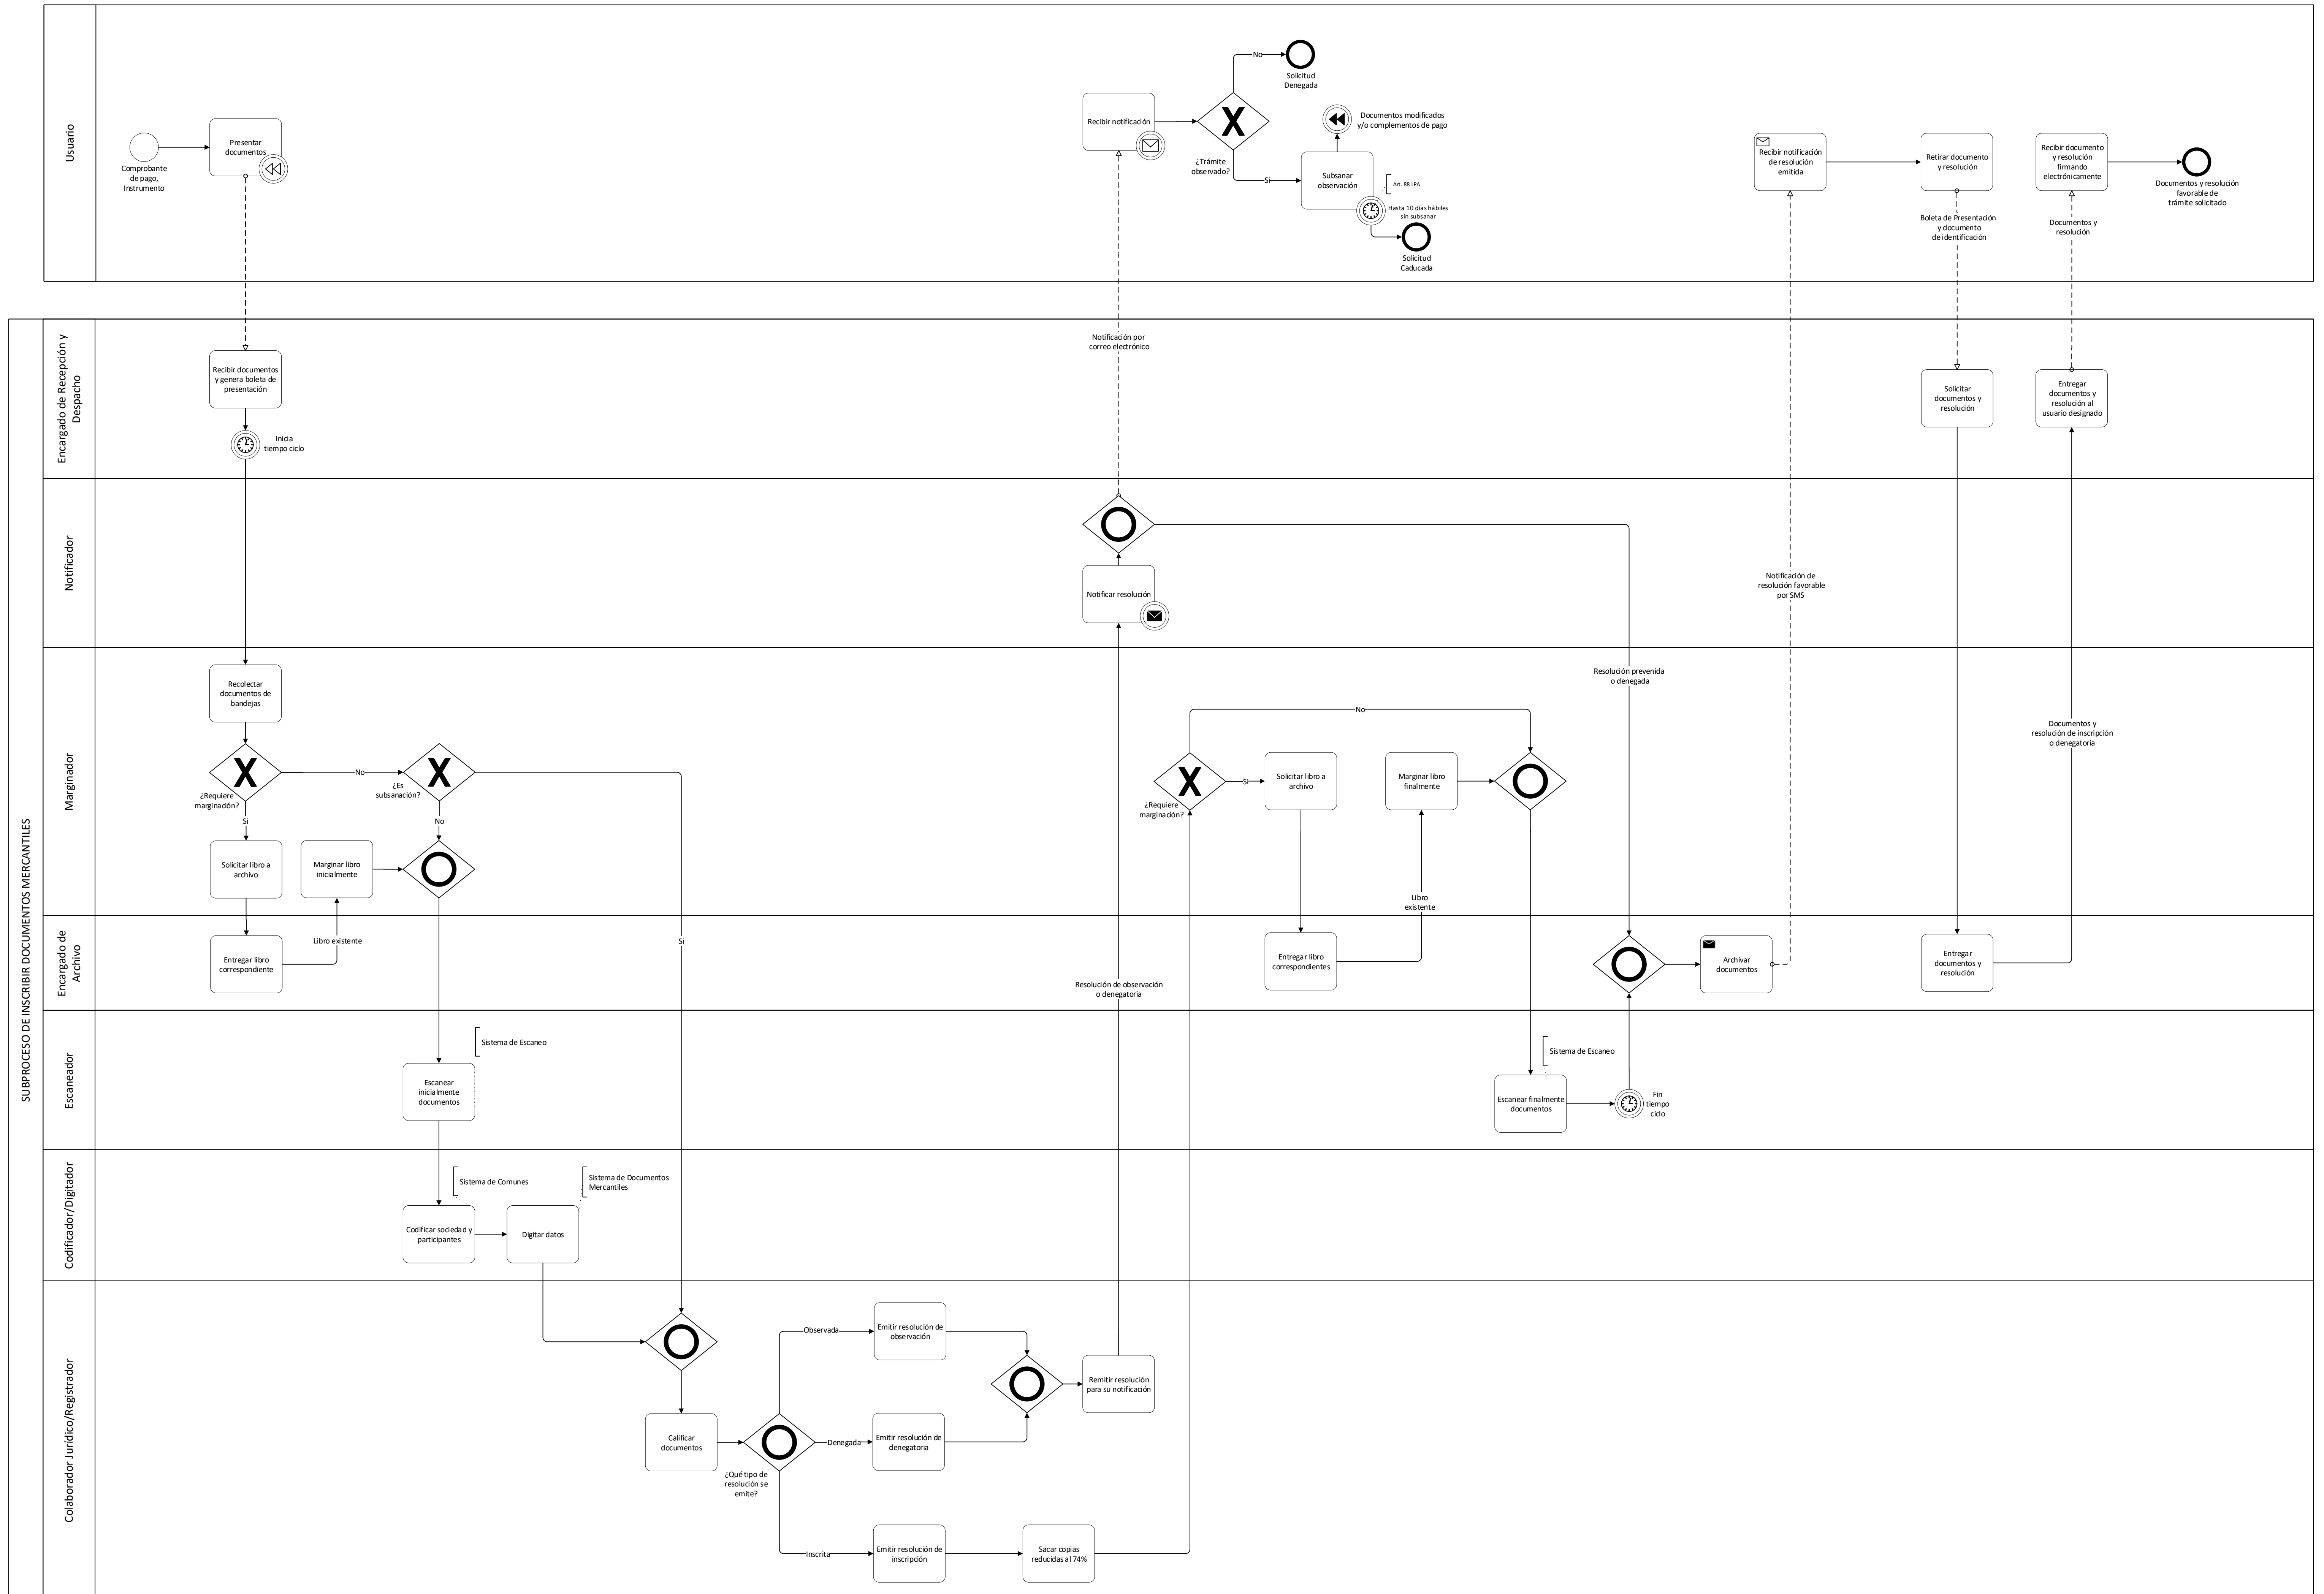 Usuario
Comprobante
de pago,
Instrumento
Presentar
documentos
Recibir notificación
¿Trámite
observado?
No
Solicitud
Denegada
Si
Subsanar
observación
Documentos modificados
y/o complementos de pago
Art. 88 LPA
Hasta 10 días hábiles
sin subsanar
Solicitud
Caducada
Recibir notificación
de resolución
emitida
Retirar documento
y resolución
Boleta de Presentación
y documento
de identificación
Recibir documento
y resolución
firmando
electrónicamente
Documentos y
resolución
Documentos y resolución
favorable de
trámite solicitado
SUBPROCESO DE INSCRIBIR DOCUMENTOS MERCANTILES
Encargado de Recepción y
Despacho
Recibir documentos
y genera boleta de
presentación
Inicia
tiempo ciclo
Notificación por
correo electrónico
Solicitar
documentos y
resolución
Entregar
documentos y
resolución al
usuario designado
Notificador
Notificar resolución
Notificación de
resolución favorable
por SMS
Marginador
Recolectar
documentos de
bandejas
¿Requiere
marginación?
No
¿Es
subsanación?
Si
No
Solicitar libro a
archivo
Marginar libro
inicialmente
¿Requiere
marginación?
No
Si
Solicitar libro a
archivo
Marginar libro
finalmente
Libro
existente
Resolución prevenida
o denegada
Documentos y
resolución de inscripción
o denegatoria
Encargado de
Archivo
Entregar libro
correspondiente
Libro existente
Si
Resolución de observación
o denegatoria
Entregar libro
correspondientes
Archivar
documentos
Entregar
documentos y
resolución
Escaneador
Sistema de Escaneo
Escanear
inicialmente
documentos
Sistema de Escaneo
Escanear finalmente
documentos
Fin
tiempo
ciclo
Codificador/Digitador
Sistema de Comunes
Codificar sociedad y
participantes
Sistema de Documentos
Mercantiles
Digitar datos
Colaborador Jurídico/Registrador
Calificar
documentos
¿Qué tipo de
resolución se
emite?
Observada
Emitir resolución de
observación
Denegada
Emitir resolución de
denegatoria
Remitir resolución
para su notificación
Inscrita
Emitir resolución de
inscripción
Sacar copias
reducidas al 74%